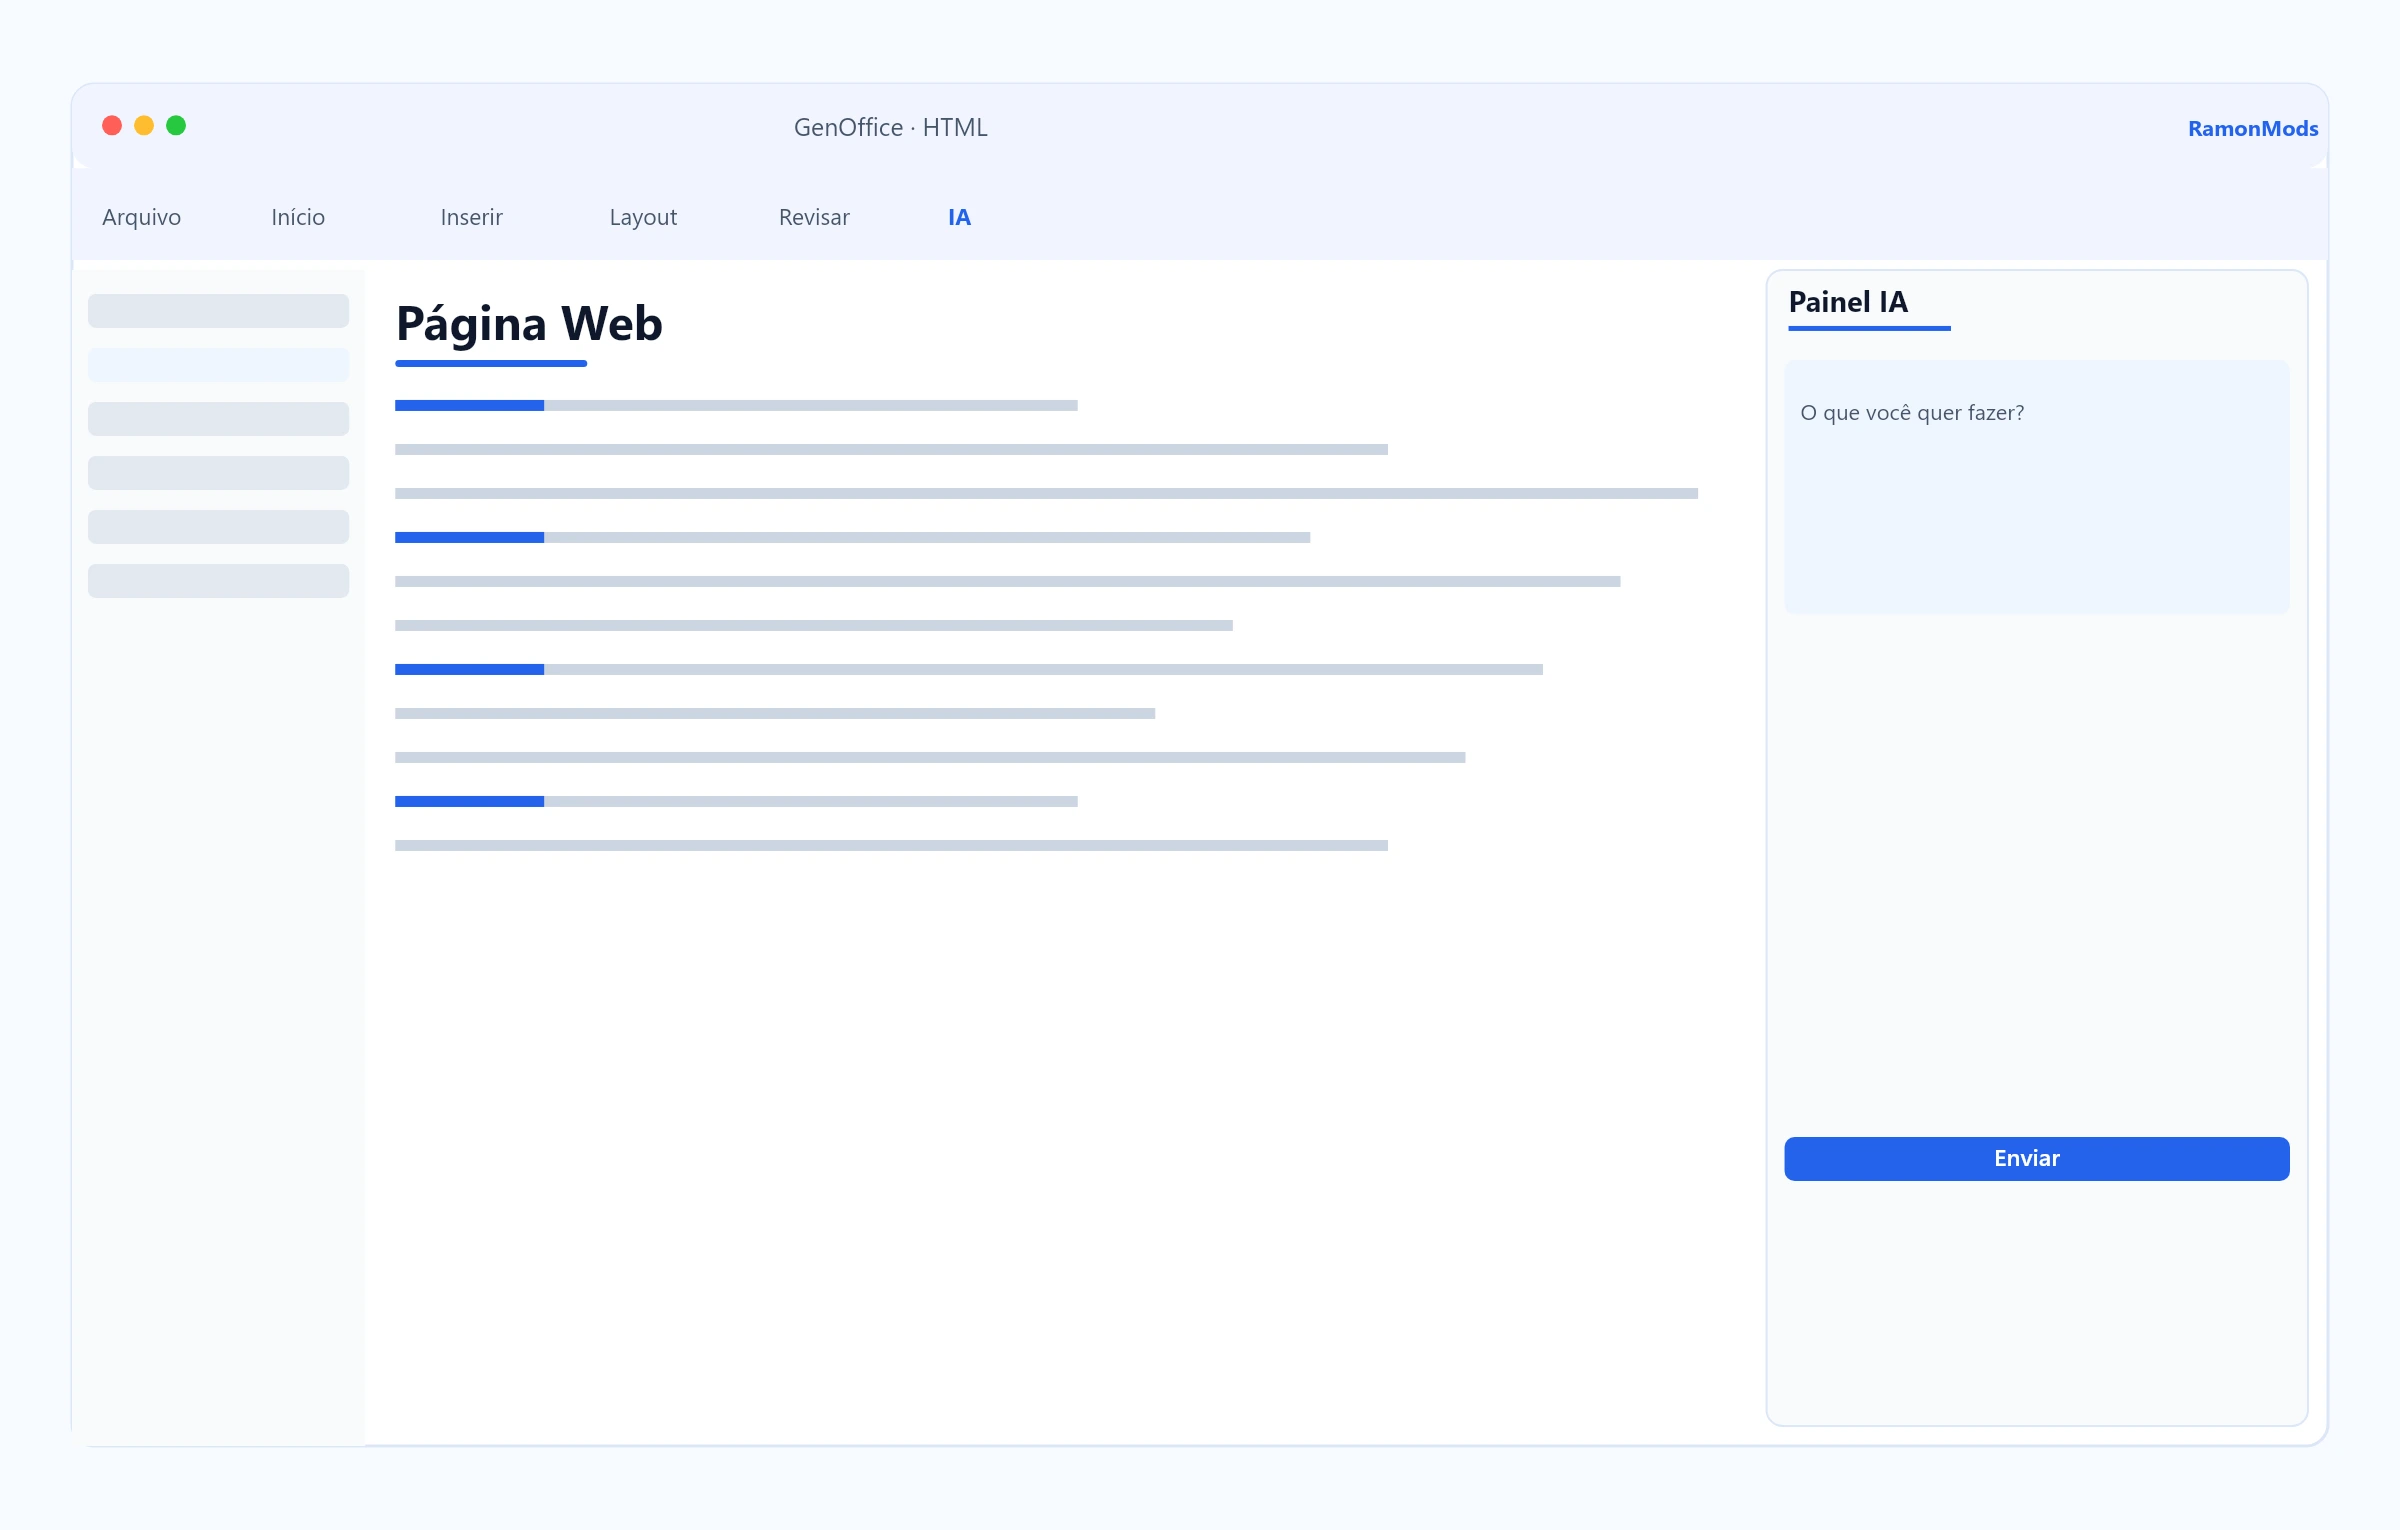 GenOffice · HTML
RamonMods
Arquivo Início Inserir Layout Revisar IA
Página Web
Painel IA
O que você quer fazer?
Enviar